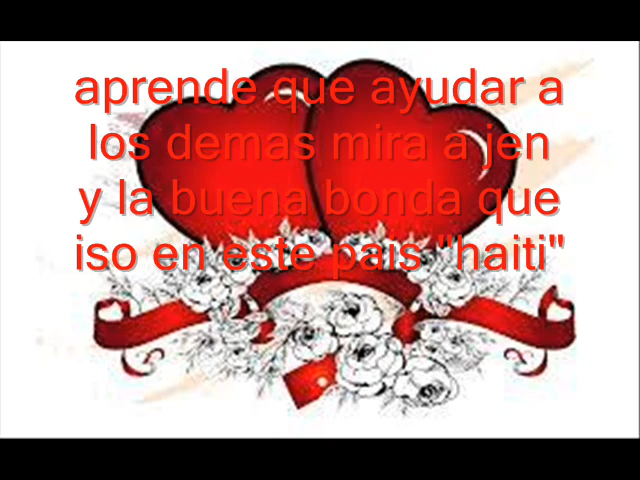 aprende que ayudar a
los demas mira a jen
y la buena bonda que
iso en este pais "haiti"